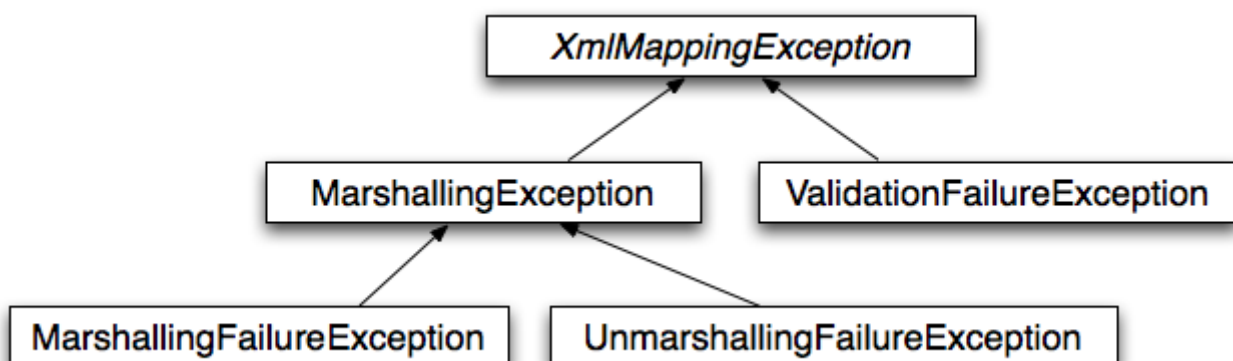 XmlMappingException
MarshallingException
ValidationFailureException
MarshallingFailureException
UnmarshallingFailureException